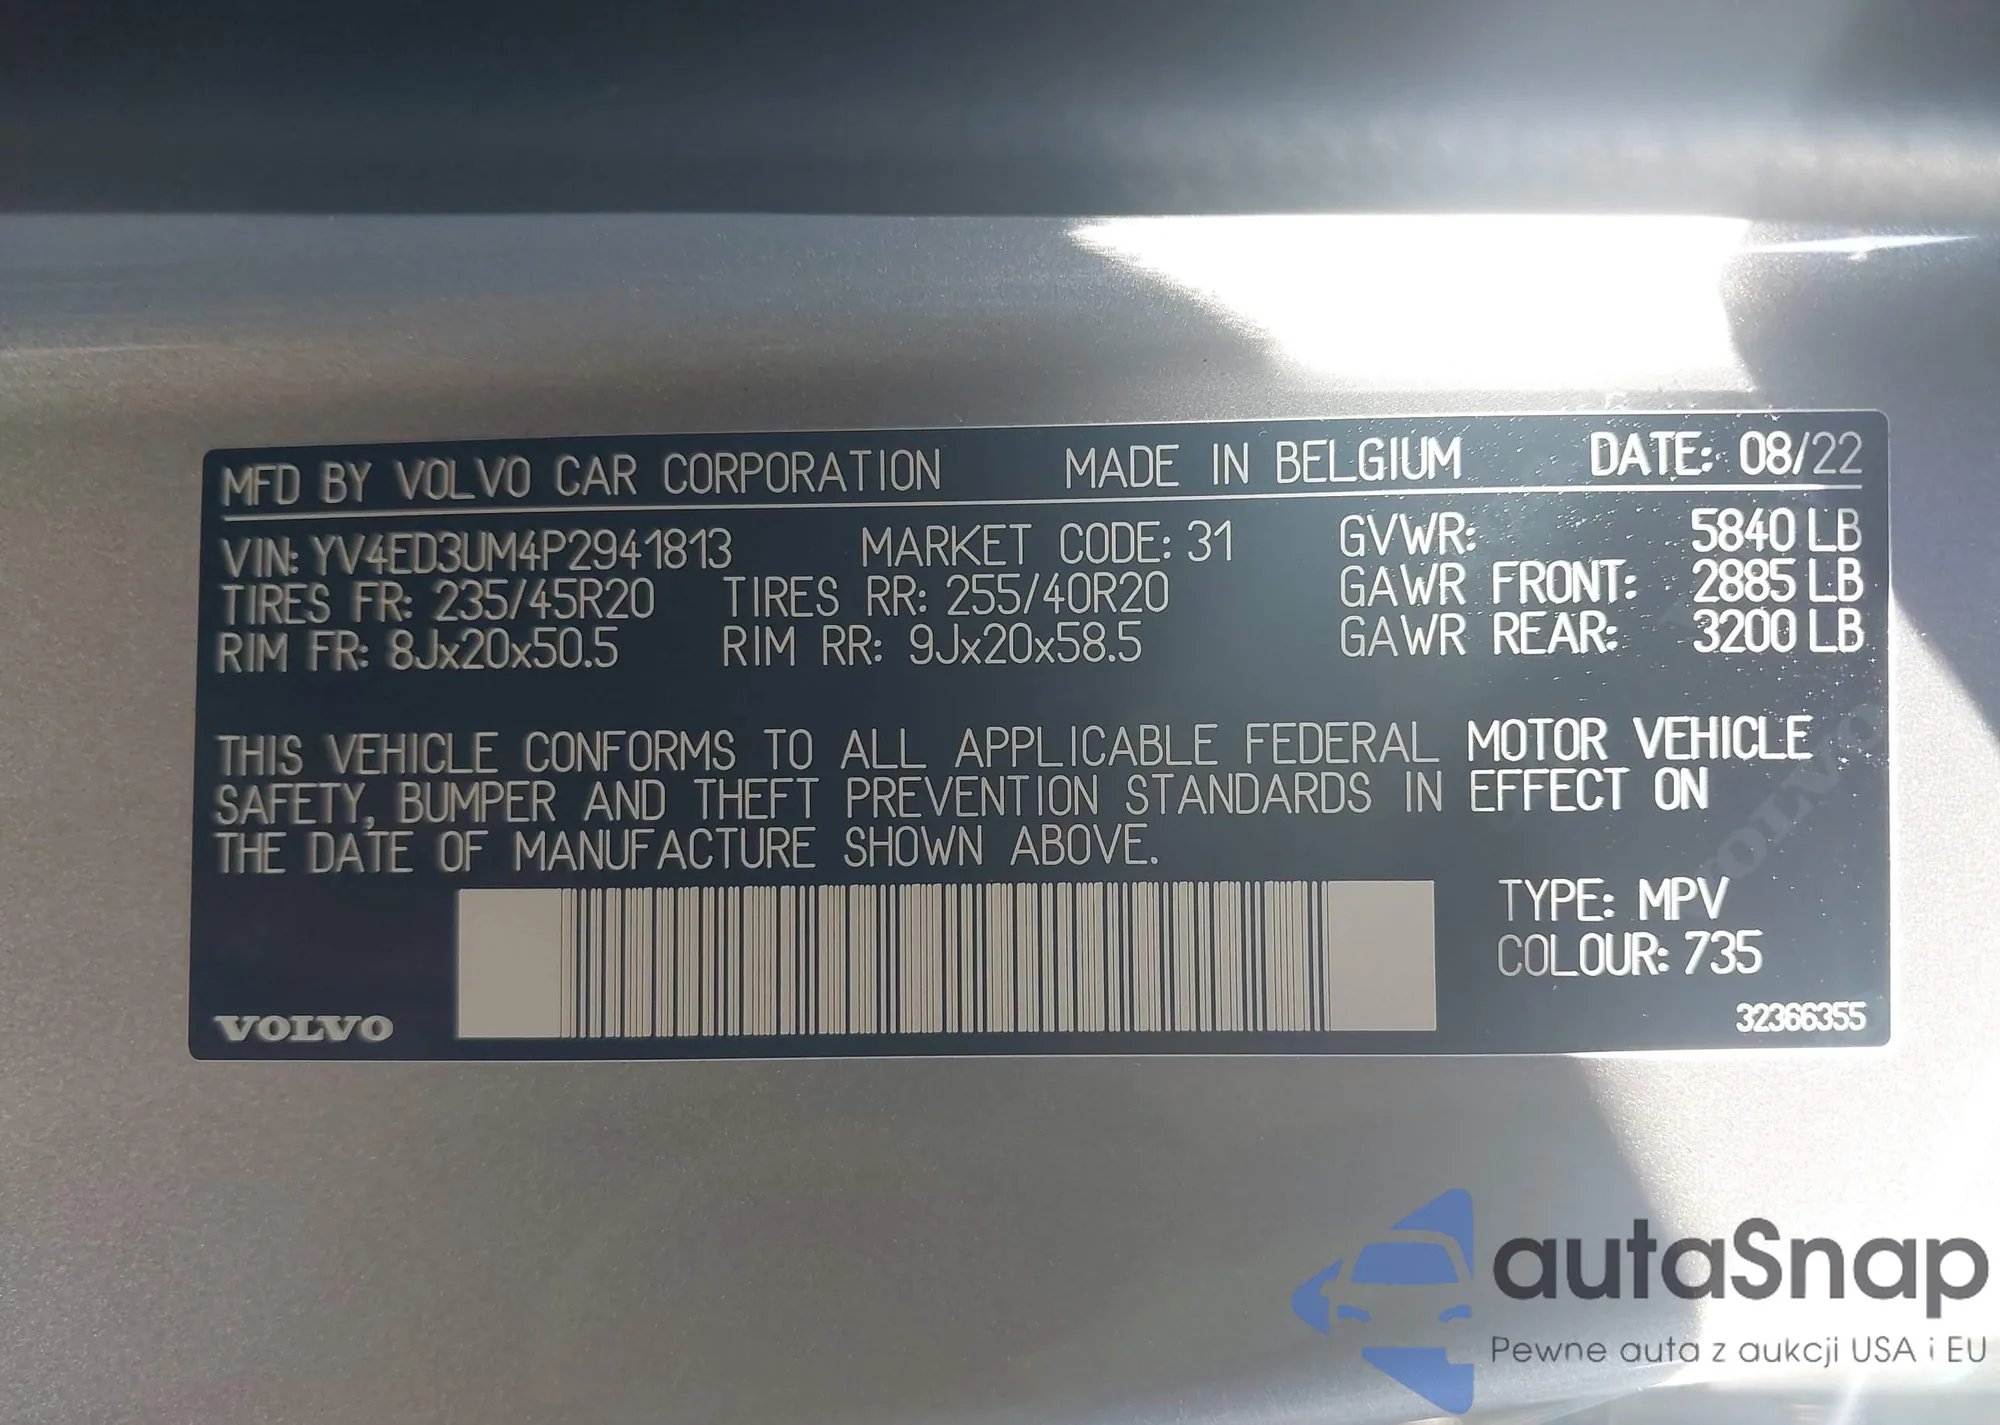 MFD BY VOLVO CAR CORPORATION MADE IN BELGIUM DATE: 08/22
VIN: YV4ED3UM4P2941813 MARKET CODE: 31 GVWR: 5840 LB
TIRES FR: 235/45R20 TIRES RR: 255/40R20 GAWR FRONT: 2885 LB
RIM FR: 8Jx20x50.5 RIM RR: 9Jx20x58.5 GAWR REAR: 3200 LB
THIS VEHICLE CONFORMS TO ALL APPLICABLE FEDERAL MOTOR VEHICLE
SAFETY, BUMPER AND THEFT PREVENTION STANDARDS IN EFFECT ON
THE DATE OF MANUFACTURE SHOWN ABOVE.
VOLVO
TYPE: MPV
COLOUR: 735
VOLVO
32366355
autaSnap
Pewne auta z aukcji USA i EU